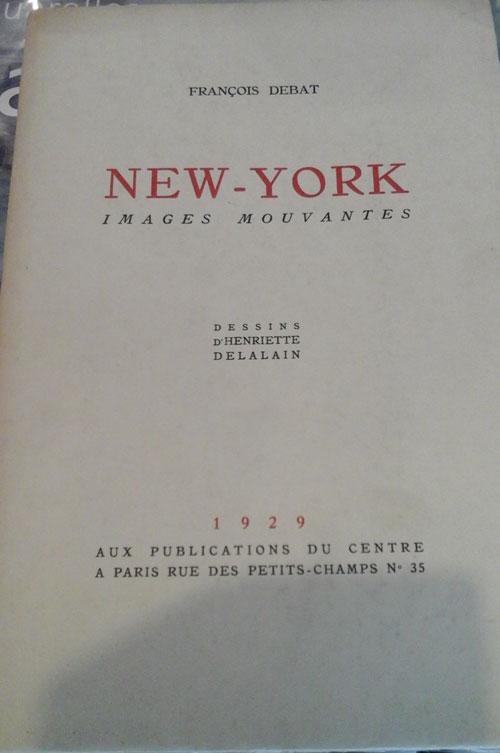 FRANÇOIS DEBAT
NEW-YORK
IMAGES MOUVANTES
DESSINS
D'HENRIETTE
DELALAIN
1929
AUX PUBLICATIONS DU CENTRE
A PARIS RUE DES PETITS-CHAMPS Nº 35